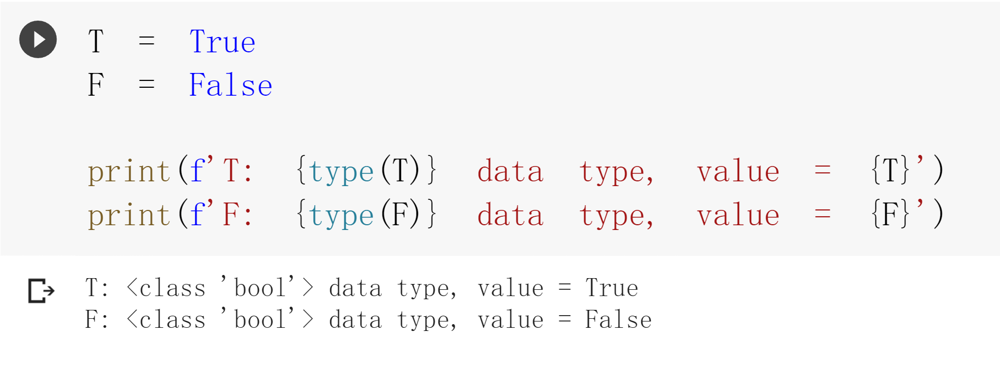 T = True
F = False
print(f'T: {type(T)} data type, value = {T}')
print(f'F: {type(F)} data type, value = {F}')
T: <class 'bool'> data type, value = True
F: <class 'bool'> data type, value = False